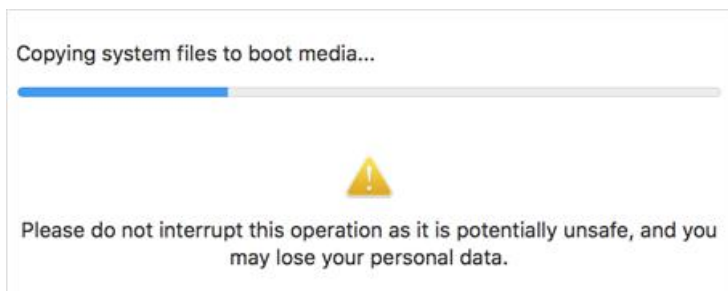 Copying system files to boot media...
Please do not interrupt this operation as it is potentially unsafe, and you
may lose your personal data.